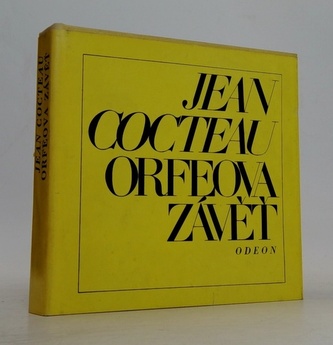 JEAN COCTEAU
ORFEOVA ZÁVĚŤ
JEAN
COCTEAU
ORFEOVA
ZÁVĚŤ
ODEON